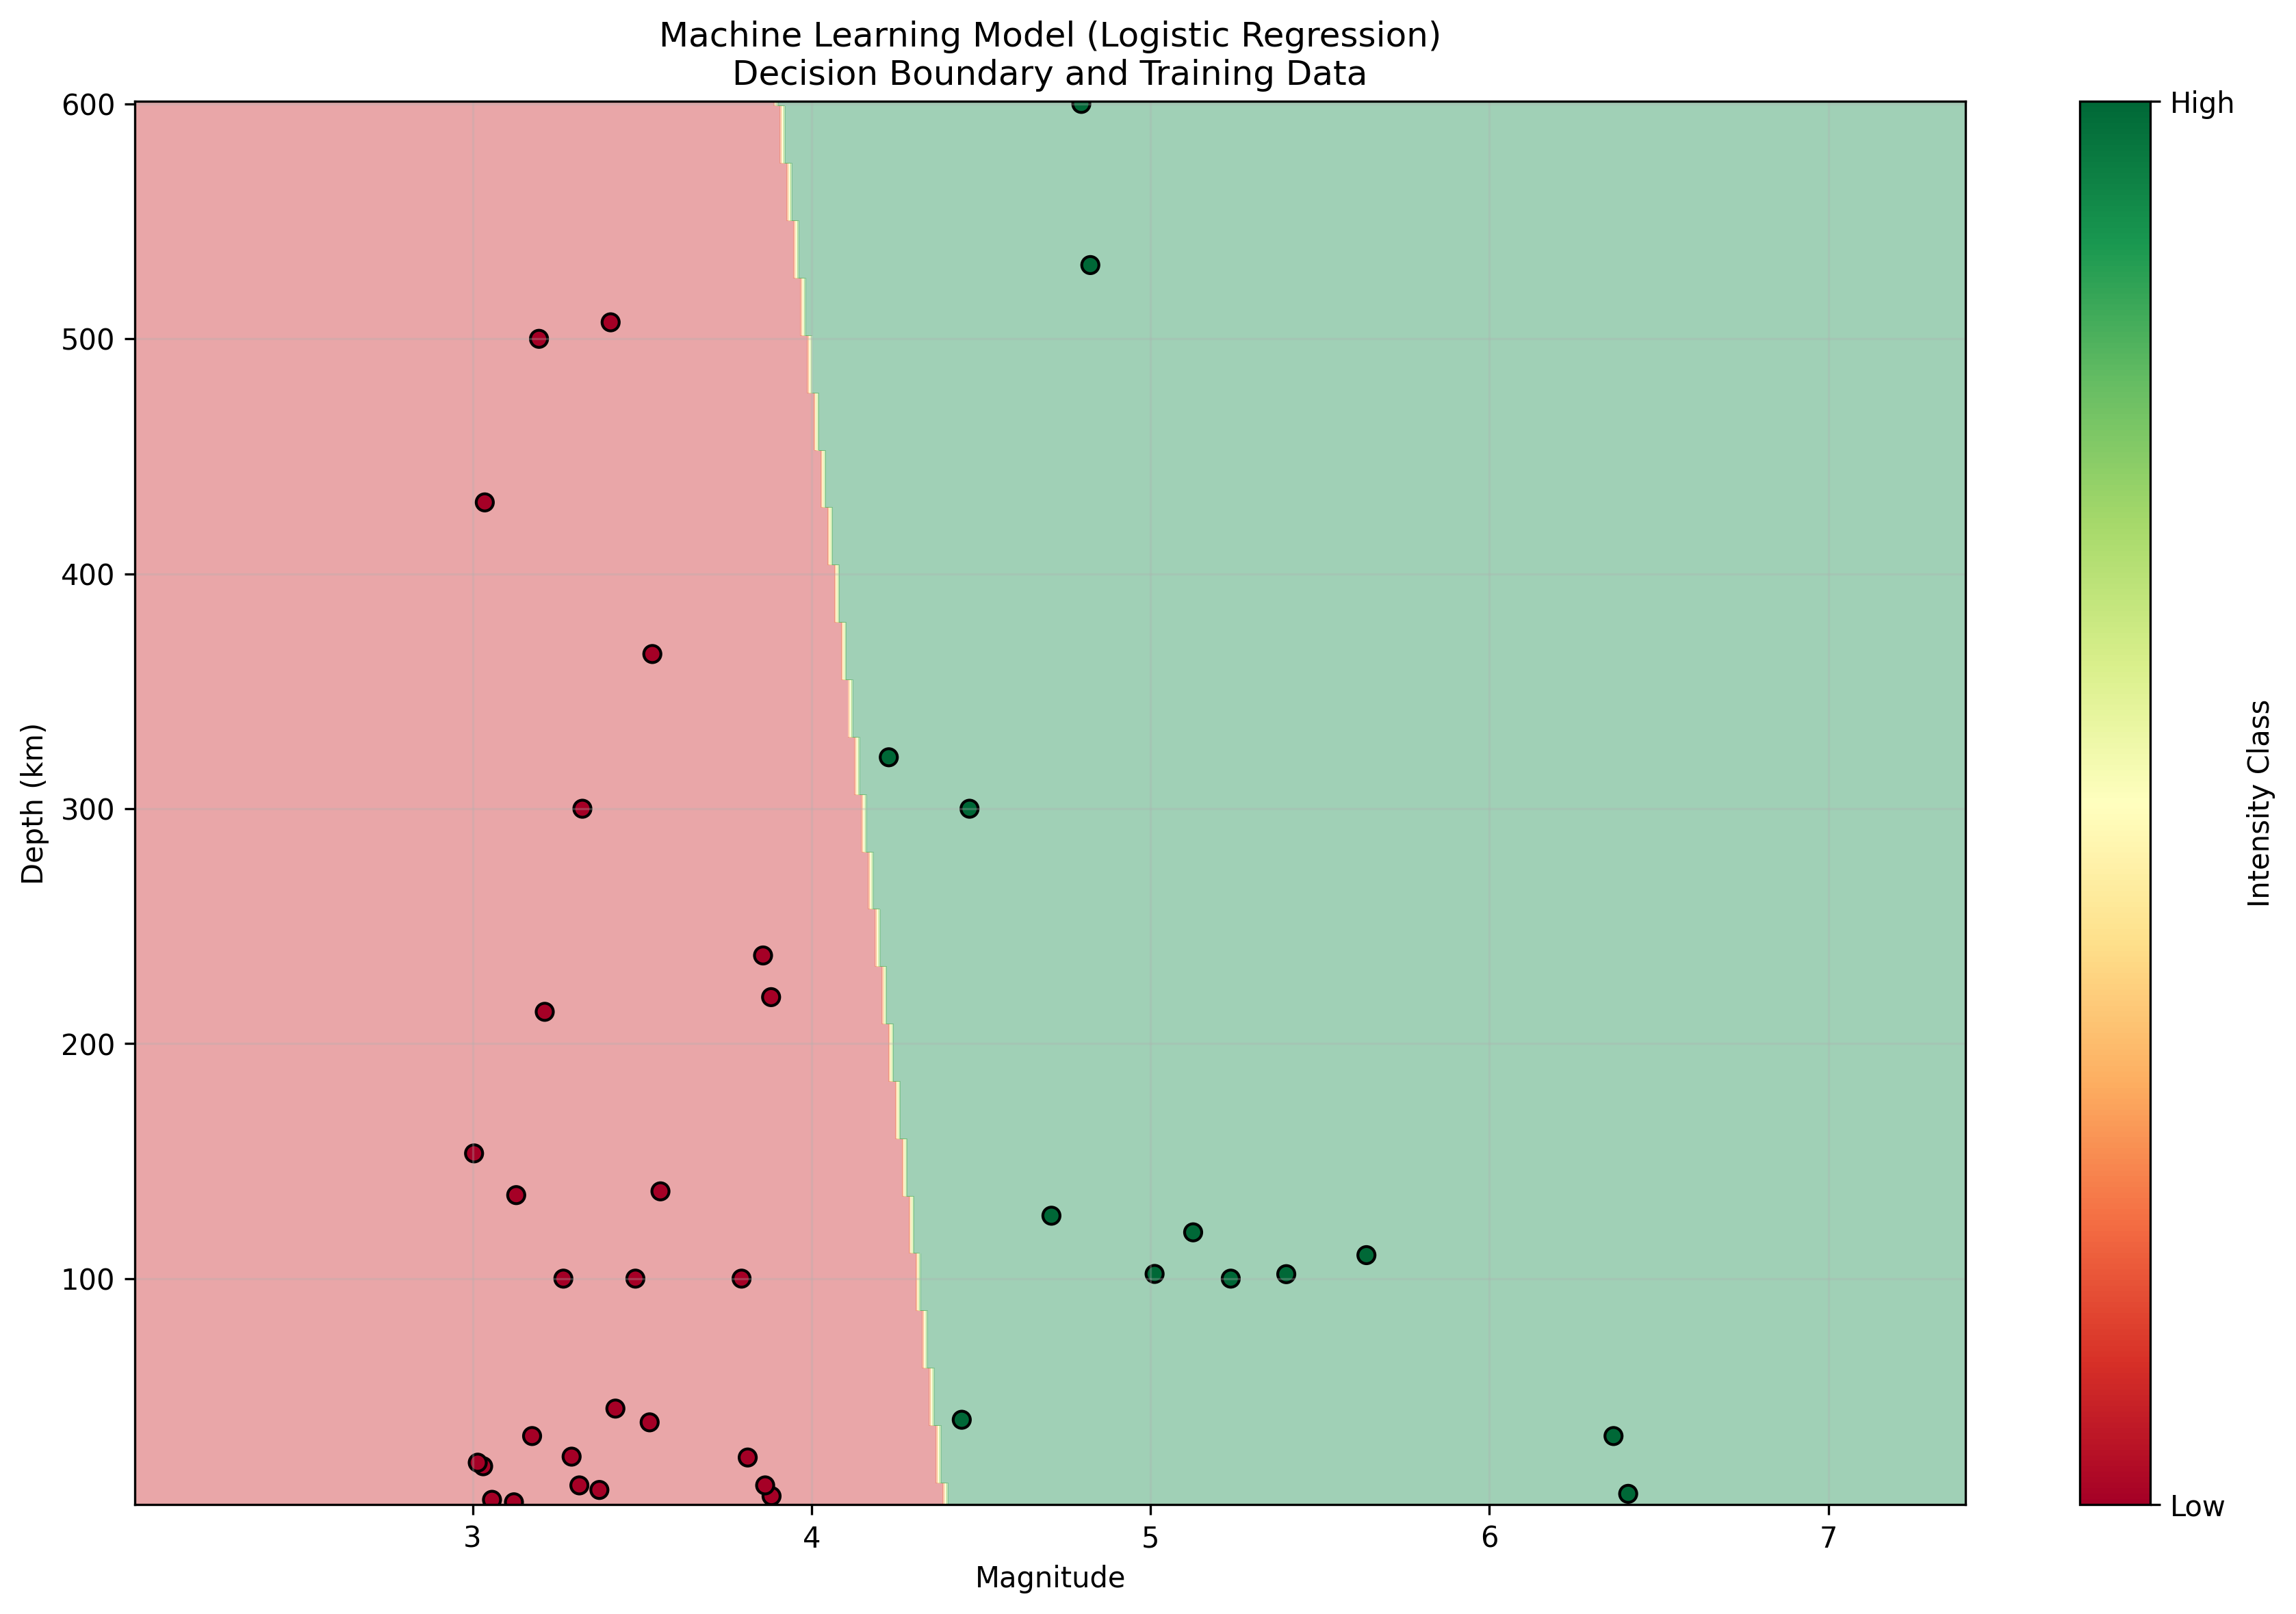 Machine Learning Model (Logistic Regression)
Decision Boundary and Training Data
600
500
400
300
200
100
Depth (km)
3
4
5
6
7
Magnitude
High
Low
Intensity Class